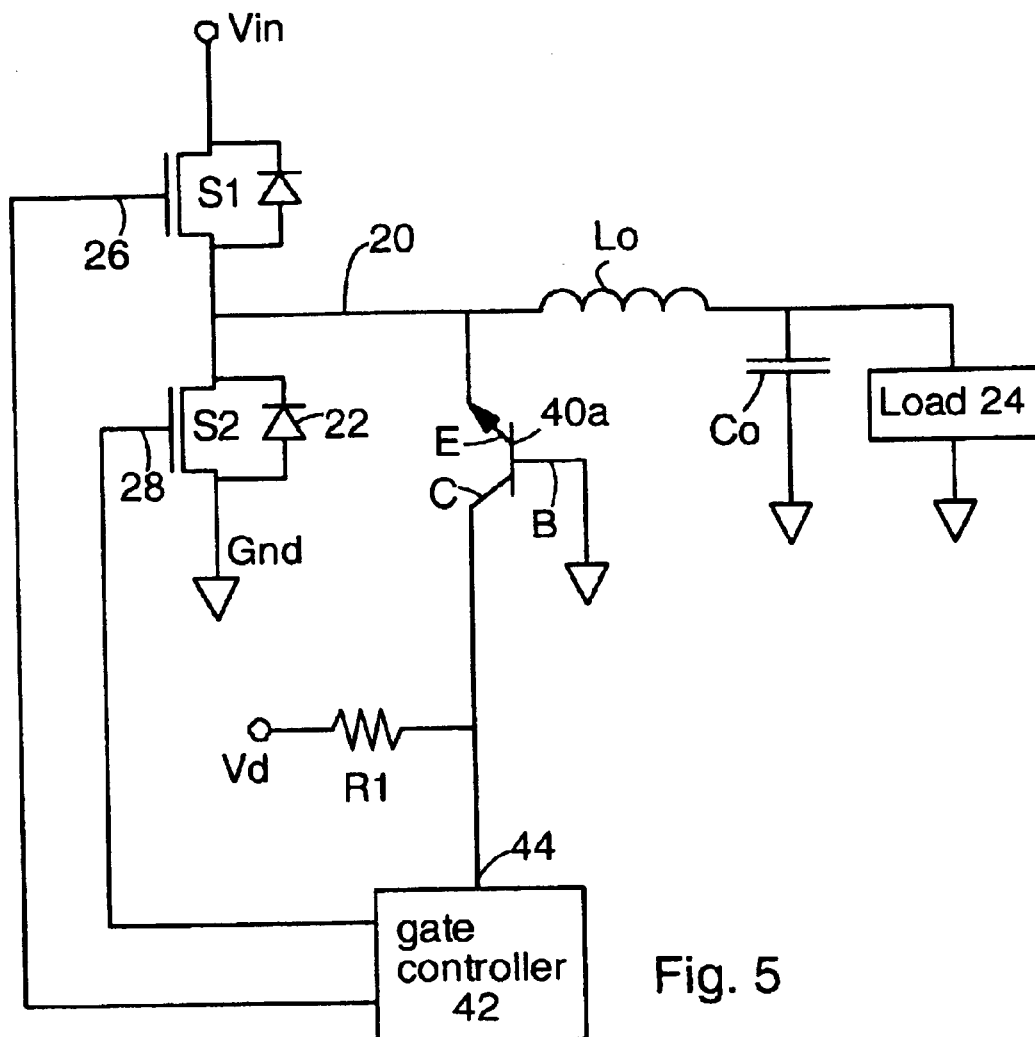 Vin
S1
26
20
Lo
S2
22
28
E
40a
C
B
Co
Load 24
Gnd
Vd
R1
44
gate
controller
42
Fig. 5